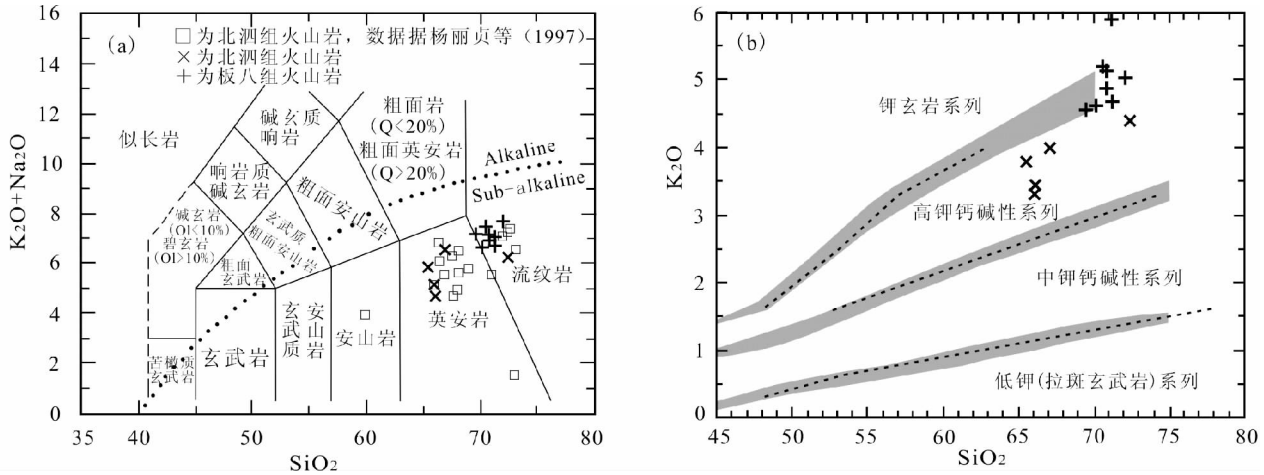 (a)
□为北泗组火山岩，数据据杨丽贞等（1997）
×为北泗组火山岩
+为板八组火山岩
似长岩
碱玄质
响岩
粗面岩
(Q<20%)
粗面英安岩
(Q>20%)
Alkaline
Sub-alkaline
响岩质
碱玄岩
粗面安山岩
碱玄岩
(Ol<10%)
碧玄岩
(Ol>10%)
玄武质
粗面安山岩
粗面
玄武岩
苦橄质
玄武岩
玄武岩
玄武质
安山岩
安山岩
英安岩
流纹岩
K₂O+Na₂O
16
14
12
10
8
6
4
2
0
35
40
45
50
55
60
65
70
75
80
SiO₂
(b)
钾玄岩系列
高钾钙碱性系列
中钾钙碱性系列
低钾(拉斑玄武岩)系列
K₂O
6
5
4
3
2
1
0
45
50
55
60
65
70
75
80
SiO₂